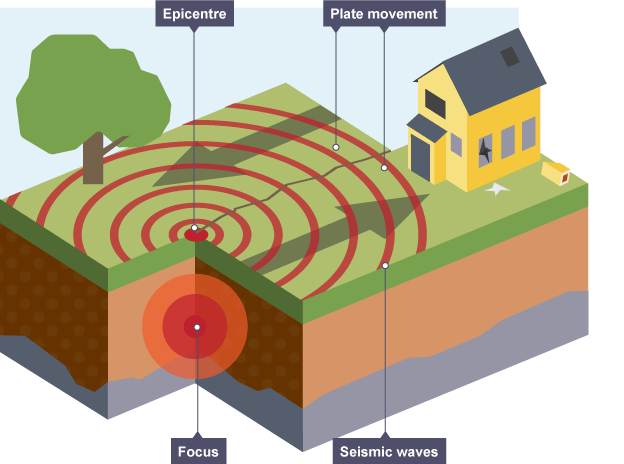 Epicentre
Plate movement
Focus
Seismic waves